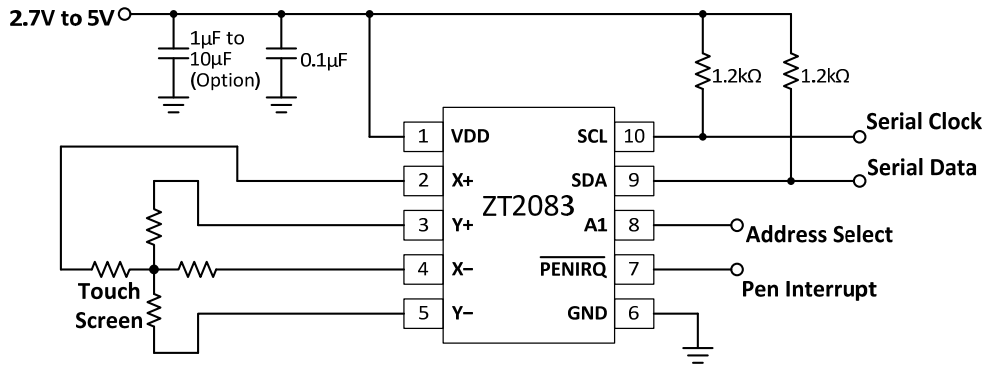 2.7V to 5V
1µF to
10µF
(Option)
0.1µF
1.2kΩ
1.2kΩ
1 VDD
SCL 10
Serial Clock
2 X+
SDA 9
Serial Data
ZT2083
3 Y+
A1 8
Address Select
4 X−
PENIRQ 7
Pen Interrupt
Touch
Screen
5 Y−
GND 6